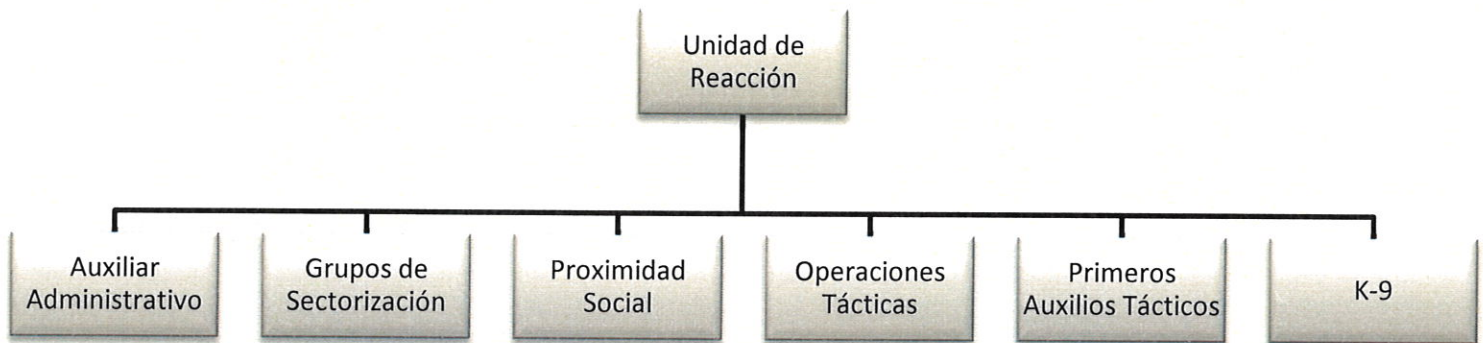 Unidad de
Reacción
Auxiliar
Administrativo
Grupos de
Sectorización
Proximidad
Social
Operaciones
Tácticas
Primeros
Auxilios Tácticos
K-9